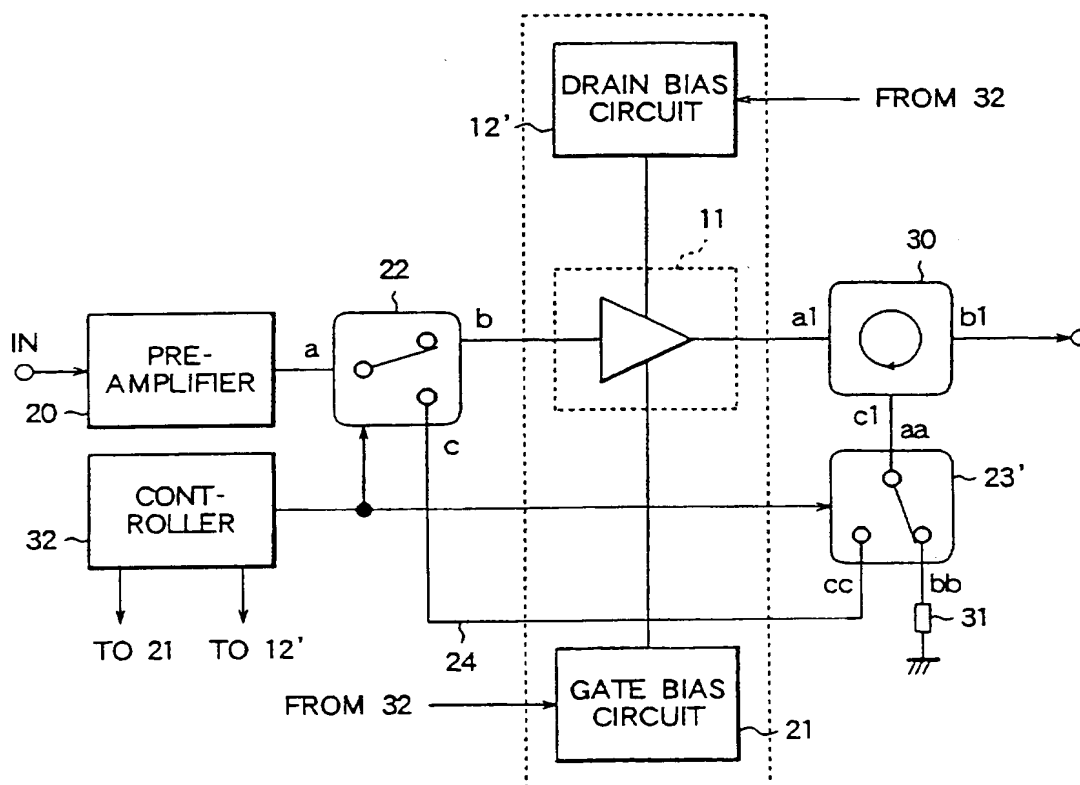 DRAIN BIAS
CIRCUIT
12'
FROM 32
11
30
22
IN
PRE-
AMPLIFIER
20
a
b
c
a1
b1
c1
aa
23'
CONT-
ROLLER
32
cc
bb
31
TO 21
TO 12'
24
FROM 32
GATE BIAS
CIRCUIT
21